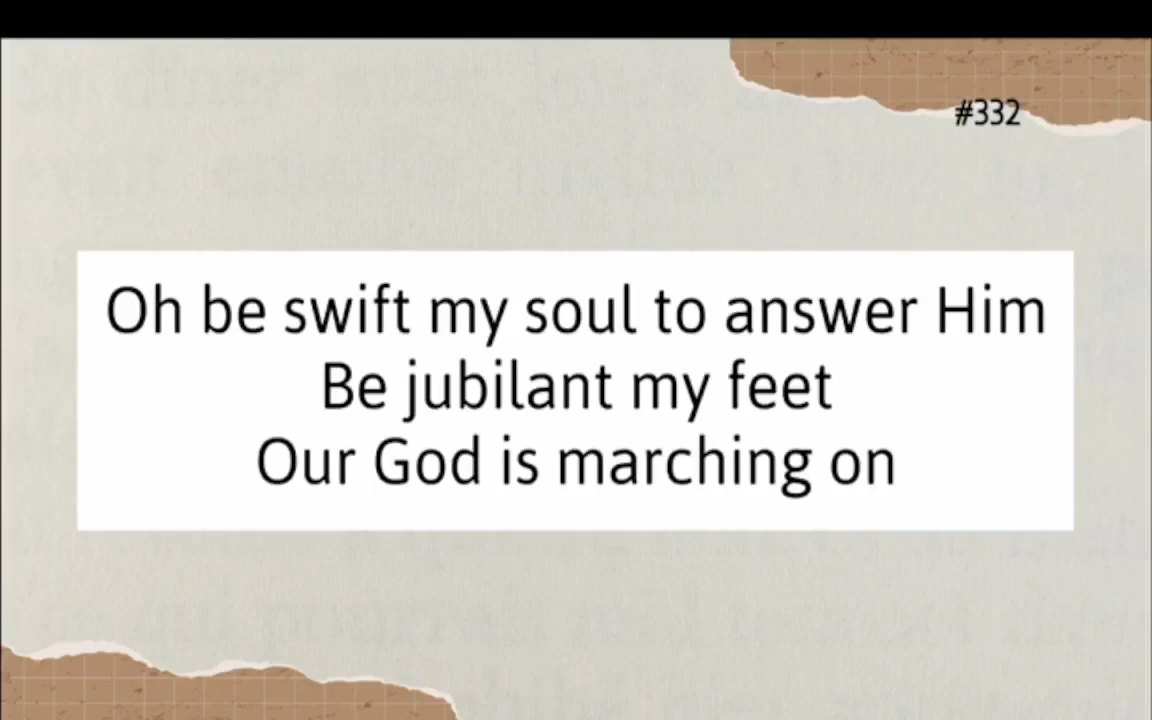 #332
Oh be swift my soul to answer Him
Be jubilant my feet
Our God is marching on